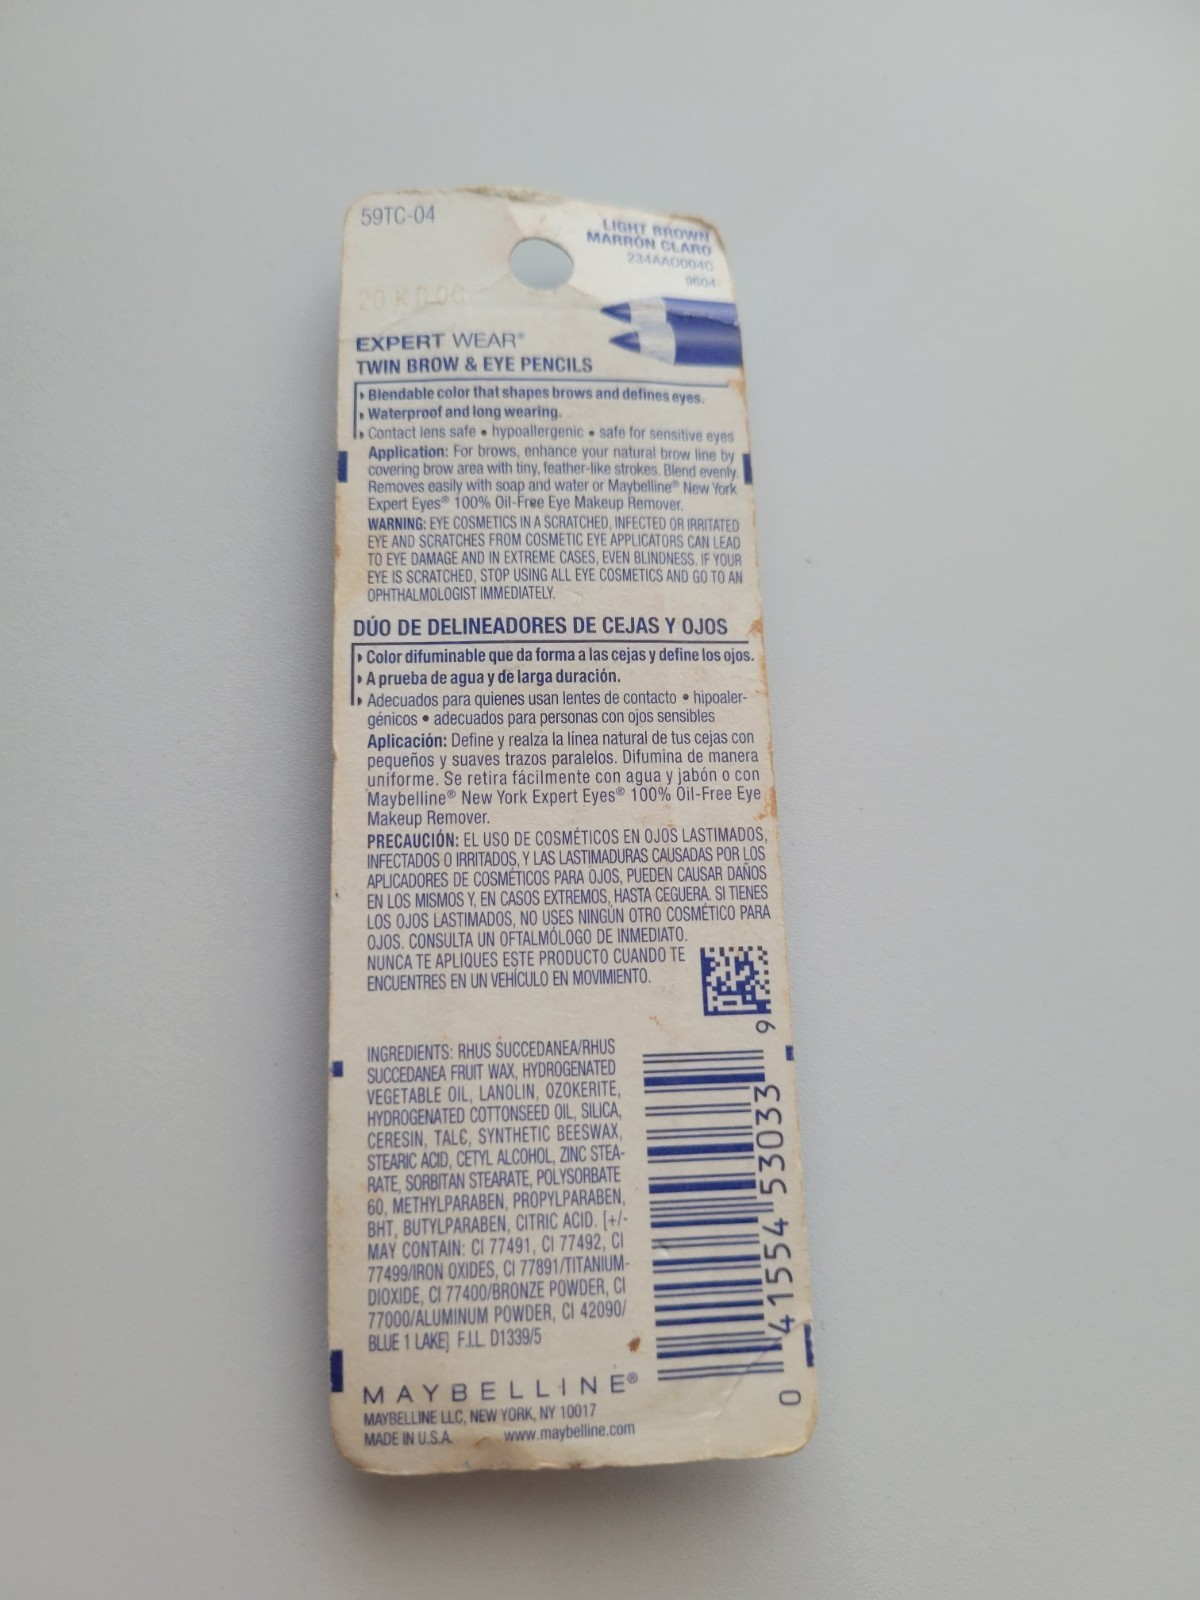 59TC-04
LIGHT BROWN
MARRÓN CLARO
234AA00040
9604
EXPERT WEAR®
TWIN BROW & EYE PENCILS
Blendable color that shapes brows and defines eyes.
Waterproof and long wearing.
Contact lens safe • hypoallergenic • safe for sensitive eyes
Application: For brows, enhance your natural brow line by
covering brow area with tiny, feather-like strokes. Blend evenly.
Removes easily with soap and water or Maybelline® New York
Expert Eyes® 100% Oil-Free Eye Makeup Remover.
WARNING: EYE COSMETICS IN A SCRATCHED, INFECTED OR IRRITATED
EYE AND SCRATCHES FROM COSMETIC EYE APPLICATORS CAN LEAD
TO EYE DAMAGE AND IN EXTREME CASES, EVEN BLINDNESS. IF YOUR
EYE IS SCRATCHED, STOP USING ALL EYE COSMETICS AND GO TO AN
OPHTHALMOLOGIST IMMEDIATELY.
DÚO DE DELINEADORES DE CEJAS Y OJOS
Color difuminable que da forma a las cejas y define los ojos.
A prueba de agua y de larga duración.
Adecuados para quienes usan lentes de contacto • hipoaler-
génicos • adecuados para personas con ojos sensibles
Aplicación: Define y realza la línea natural de tus cejas con
pequeños y suaves trazos paralelos. Difumina de manera
uniforme. Se retira fácilmente con agua y jabón o con
Maybelline® New York Expert Eyes® 100% Oil-Free Eye
Makeup Remover.
PRECAUCIÓN: EL USO DE COSMÉTICOS EN OJOS LASTIMADOS,
INFECTADOS O IRRITADOS, Y LAS LASTIMADURAS CAUSADAS POR LOS
APLICADORES DE COSMÉTICOS PARA OJOS, PUEDEN CAUSAR DAÑOS
EN LOS MISMOS Y, EN CASOS EXTREMOS, HASTA CEGUERA. SI TIENES
LOS OJOS LASTIMADOS, NO USES NINGÚN OTRO COSMÉTICO PARA
OJOS. CONSULTA UN OFTALMÓLOGO DE INMEDIATO.
NUNCA TE APLIQUES ESTE PRODUCTO CUANDO TE
ENCUENTRES EN UN VEHÍCULO EN MOVIMIENTO.
INGREDIENTS: RHUS SUCCEDANEA/RHUS
SUCCEDANEA FRUIT WAX, HYDROGENATED
VEGETABLE OIL, LANOLIN, OZOKERITE,
HYDROGENATED COTTONSEED OIL, SILICA,
CERESIN, TALC, SYNTHETIC BEESWAX,
STEARIC ACID, CETYL ALCOHOL, ZINC STEA-
RATE, SORBITAN STEARATE, POLYSORBATE
60, METHYLPARABEN, PROPYLPARABEN,
BHT, BUTYLPARABEN, CITRIC ACID. [+/-
MAY CONTAIN: CI 77491, CI 77492, CI
77499/IRON OXIDES, CI 77891/TITANIUM-
DIOXIDE, CI 77400/BRONZE POWDER, CI
77000/ALUMINUM POWDER, CI 42090/
BLUE 1 LAKE] F.I.L. D1339/5
0 41554 53033 9
MAYBELLINE®
MAYBELLINE LLC, NEW YORK, NY 10017
MADE IN U.S.A. www.maybelline.com